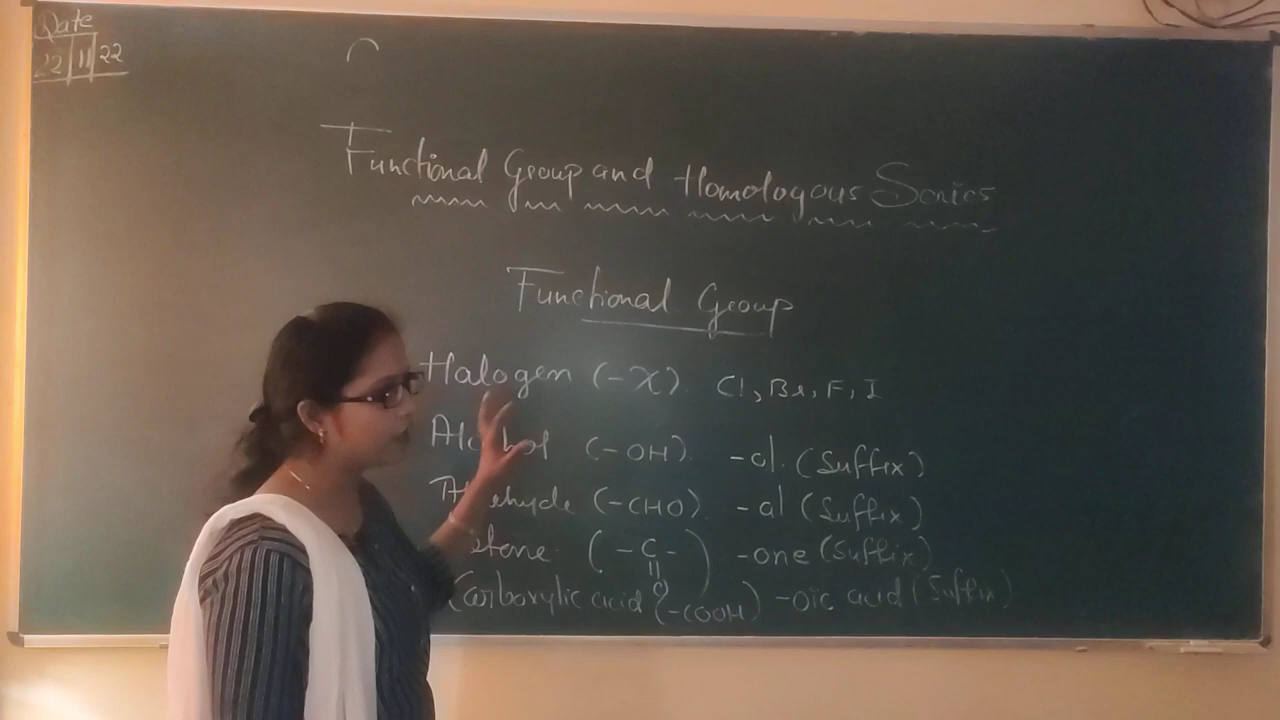 Date
22 | 11 | 22
Functional Group and Homologous Series
Functional Group
Halogen (-X) Cl, Br, F, I
Alcohol (-OH) -ol (Suffix)
(-CHO) -al (Suffix)
(-C-) -one (Suffix)
||
O
Carboxylic acid (-COOH) -oic acid (Suffix)